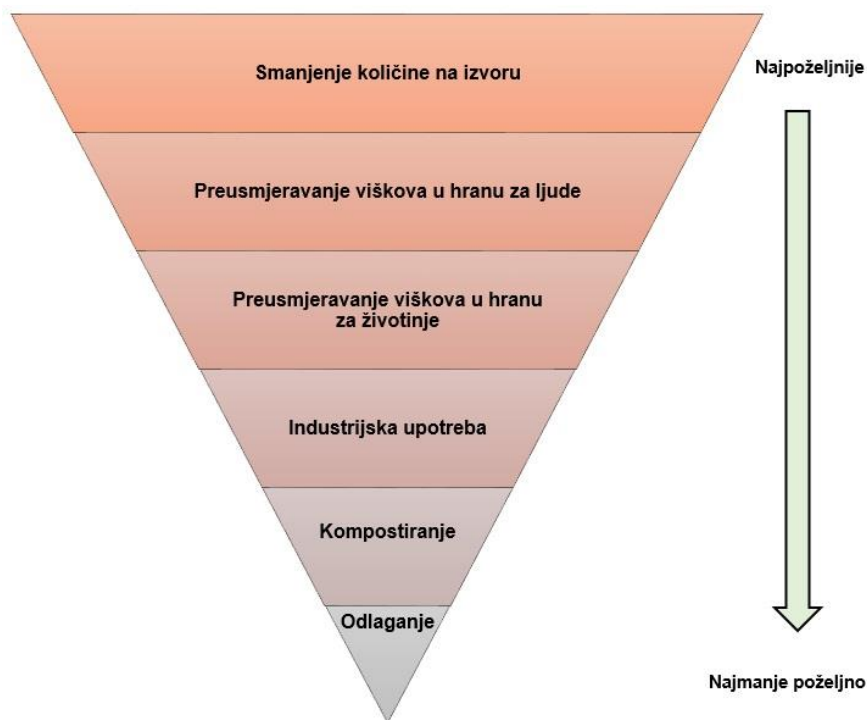 Smanjenje količine na izvoru
Najpoželjnije
Preusmjeravanje viškova u hranu za ljude
Preusmjeravanje viškova u hranu
za životinje
Industrijska upotreba
Kompostiranje
Odlaganje
Najmanje poželjno